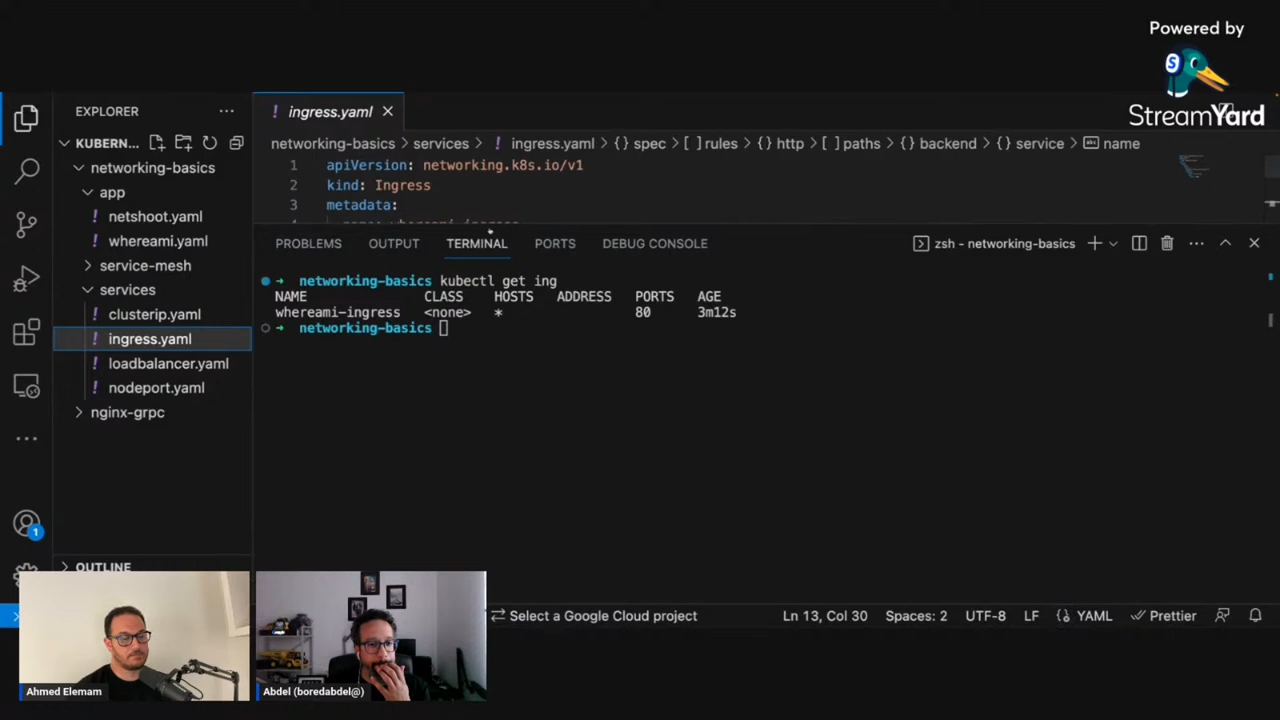 Powered by
S
StreamYard
EXPLORER
ingress.yaml
KUBERN...
networking-basics
app
netshoot.yaml
whereami.yaml
service-mesh
services
clusterip.yaml
ingress.yaml
loadbalancer.yaml
nodeport.yaml
nginx-grpc
OUTLINE
1
networking-basics > services > ! ingress.yaml > {} spec > [ ] rules > {} http > [ ] paths > {} backend > {} service > name
1 apiVersion: networking.k8s.io/v1
2 kind: Ingress
3 metadata:
4 name: whereami-ingress
PROBLEMS OUTPUT TERMINAL PORTS DEBUG CONSOLE zsh - networking-basics
networking-basics kubectl get ing
NAME CLASS HOSTS ADDRESS PORTS AGE
whereami-ingress <none> * 80 3m12s
networking-basics
Select a Google Cloud project Ln 13, Col 30 Spaces: 2 UTF-8 LF {} YAML Prettier
Ahmed Elemam
Abdel (boredabdel@)